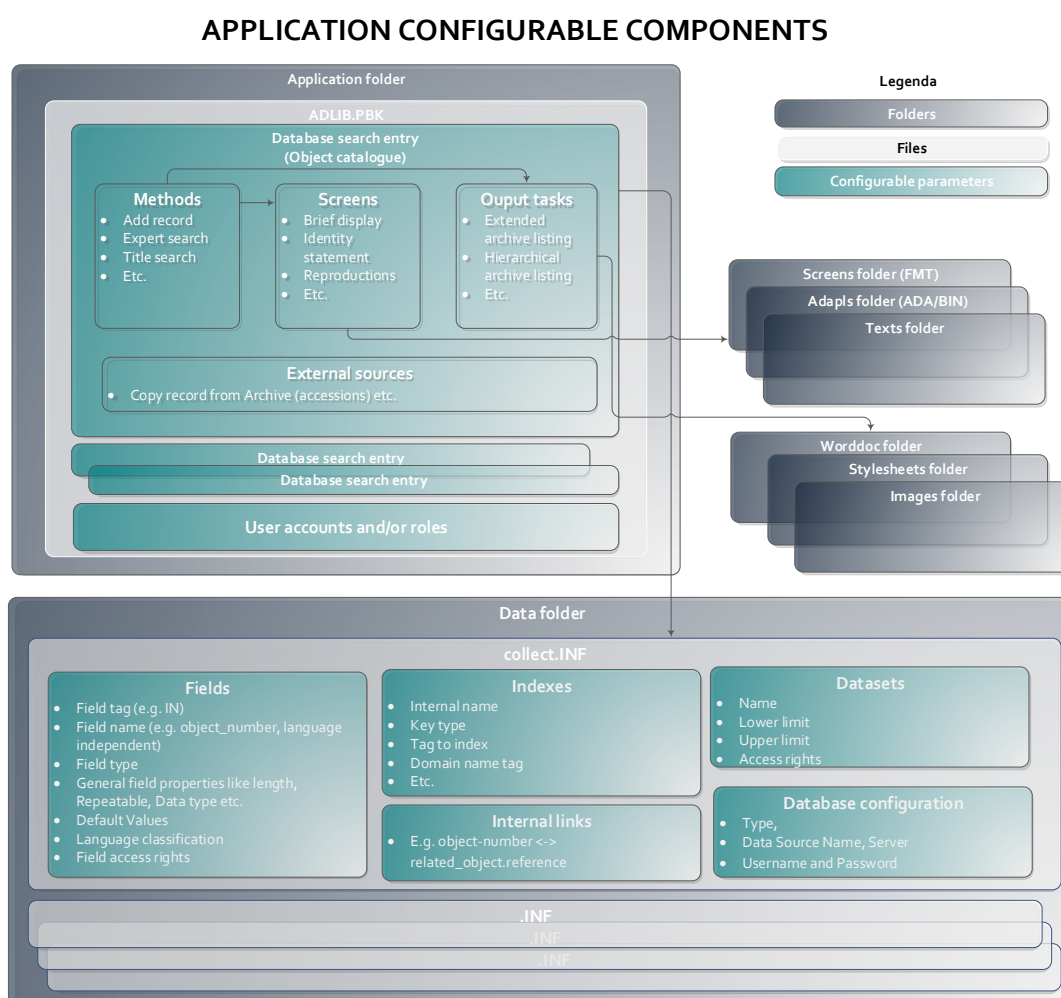 APPLICATION CONFIGURABLE COMPONENTS
Application folder
ADLIB.PBK
Database search entry
(Object catalogue)
Methods
• Add record
• Expert search
• Title search
• Etc.
Screens
• Brief display
• Identity
statement
• Reproductions
• Etc.
Ouput tasks
• Extended
archive listing
• Hierarchical
archive listing
• Etc.
External sources
• Copy record from Archive (accessions) etc.
Database search entry
Database search entry
User accounts and/or roles
Legenda
Folders
Files
Configurable parameters
Screens folder (FMT)
Adapls folder (ADA/BIN)
Texts folder
Worddoc folder
Stylesheets folder
Images folder
Data folder
collect.INF
Fields
• Field tag (e.g. IN)
• Field name (e.g. object_number, language
independent)
• Field type
• General field properties like length,
Repeatable, Data type etc.
• Default Values
• Language classification
• Field access rights
Indexes
• Internal name
• Key type
• Tag to index
• Domain name tag
• Etc.
Internal links
• E.g. object-number <->
related_object.reference
Datasets
• Name
• Lower limit
• Upper limit
• Access rights
Database configuration
• Type,
• Data Source Name, Server
• Username and Password
.INF
.INF
.INF